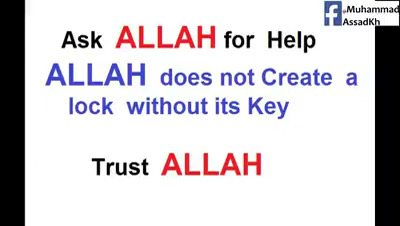 @Muhammad
AssadKh
Ask ALLAH for Help
ALLAH does not Create a
lock without its Key
Trust ALLAH